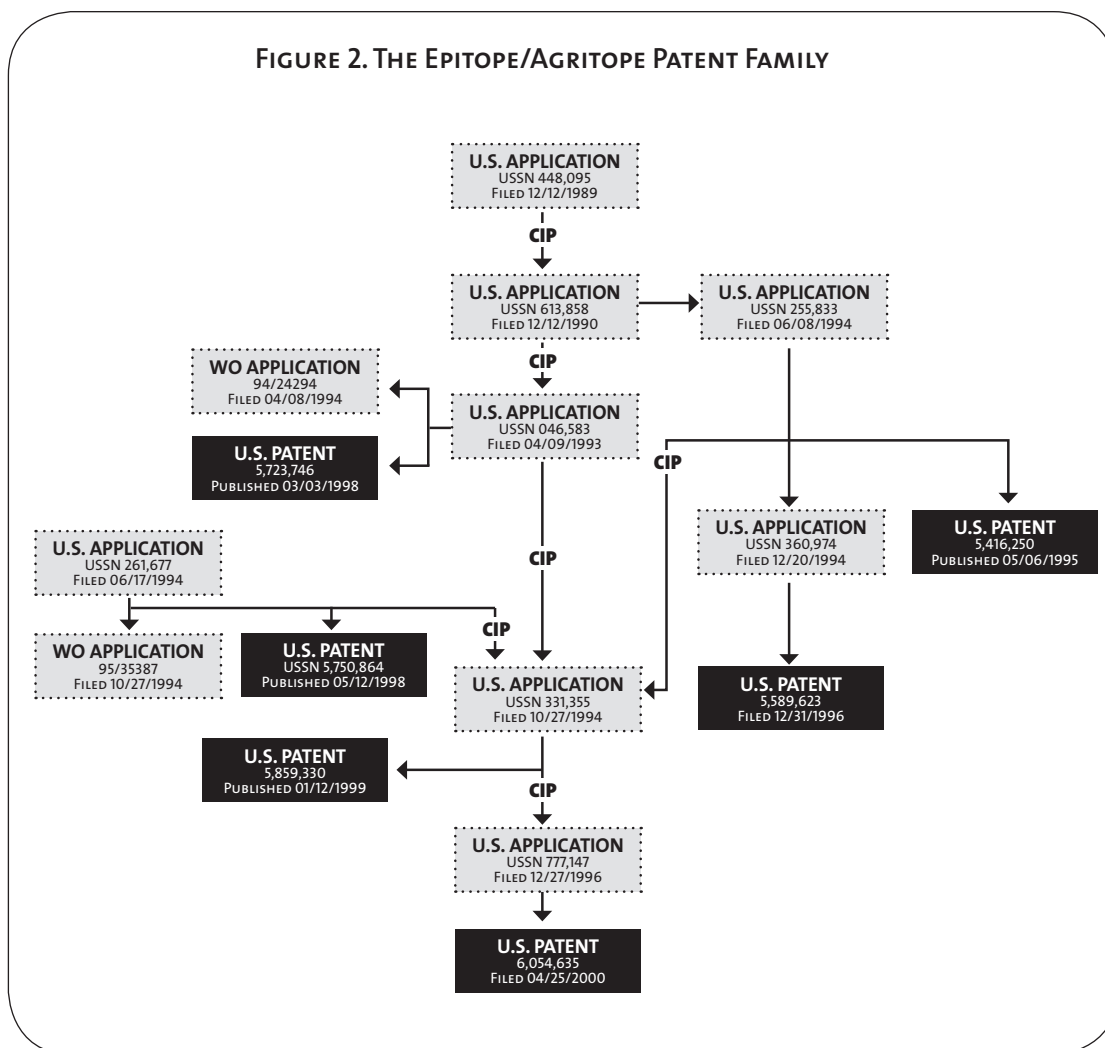 FIGURE 2. THE EPITOPE/AGRITOPE PATENT FAMILY
U.S. APPLICATION
USSN 448,095
FILED 12/12/1989
CIP
U.S. APPLICATION
USSN 613,858
FILED 12/12/1990
U.S. APPLICATION
USSN 255,833
FILED 06/08/1994
CIP
WO APPLICATION
94/24294
FILED 04/08/1994
U.S. APPLICATION
USSN 046,583
FILED 04/09/1993
U.S. PATENT
5,723,746
PUBLISHED 03/03/1998
CIP
U.S. APPLICATION
USSN 360,974
FILED 12/20/1994
U.S. PATENT
5,416,250
PUBLISHED 05/06/1995
U.S. APPLICATION
USSN 261,677
FILED 06/17/1994
CIP
CIP
WO APPLICATION
95/35387
FILED 10/27/1994
U.S. PATENT
USSN 5,750,864
PUBLISHED 05/12/1998
U.S. APPLICATION
USSN 331,355
FILED 10/27/1994
U.S. PATENT
5,589,623
FILED 12/31/1996
U.S. PATENT
5,859,330
PUBLISHED 01/12/1999
CIP
U.S. APPLICATION
USSN 777,147
FILED 12/27/1996
U.S. PATENT
6,054,635
FILED 04/25/2000